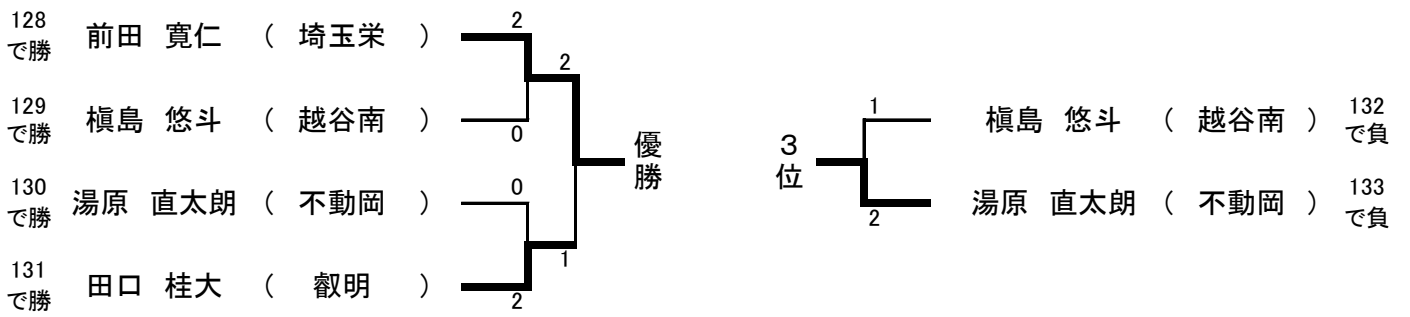 128
で勝
前田 寛仁 ( 埼玉栄 )
2
2
129
で勝
槇島 悠斗 ( 越谷南 )
0
優
勝
130
で勝
湯原 直太朗 ( 不動岡 )
0
1
131
で勝
田口 桂大 ( 叡明 )
2
3
位
1
槇島 悠斗 ( 越谷南 )
132
で負
2
湯原 直太朗 ( 不動岡 )
133
で負